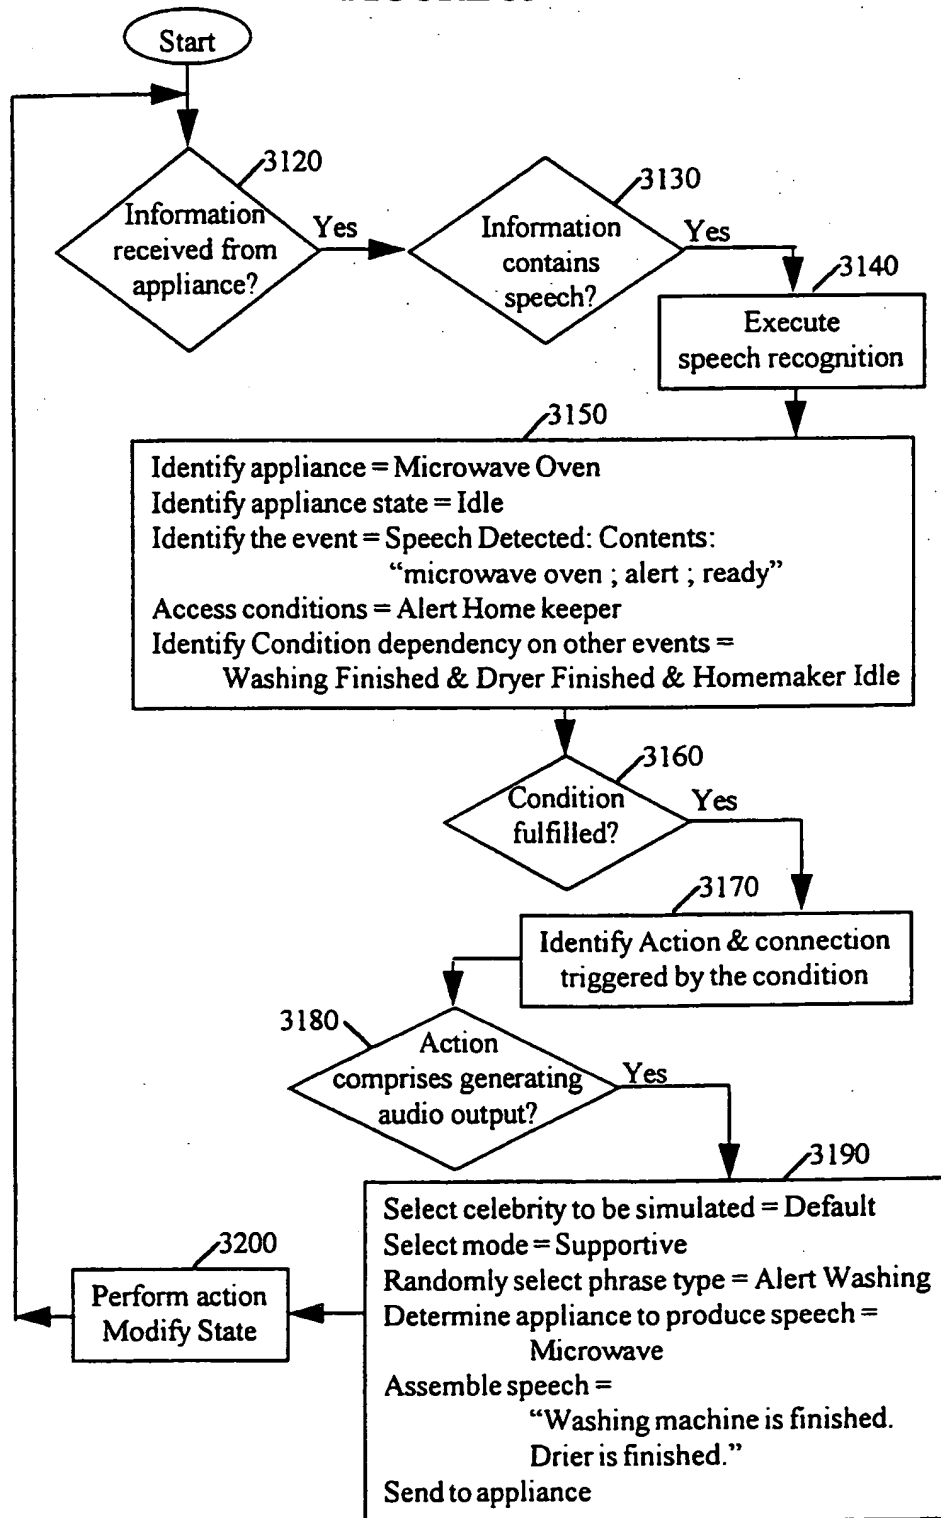 Start
3120
Information
received from
appliance?
Yes
3130
Information
contains
speech?
Yes
3140
Execute
speech recognition
3150
Identify appliance = Microwave Oven
Identify appliance state = Idle
Identify the event = Speech Detected: Contents:
“microwave oven ; alert ; ready”
Access conditions = Alert Home keeper
Identify Condition dependency on other events =
Washing Finished & Dryer Finished & Homemaker Idle
3160
Condition
fulfilled?
Yes
3170
Identify Action & connection
triggered by the condition
3180
Action
comprises generating
audio output?
Yes
3190
Select celebrity to be simulated = Default
Select mode = Supportive
Randomly select phrase type = Alert Washing
Determine appliance to produce speech =
Microwave
Assemble speech =
“Washing machine is finished.
Drier is finished.”
Send to appliance
3200
Perform action
Modify State